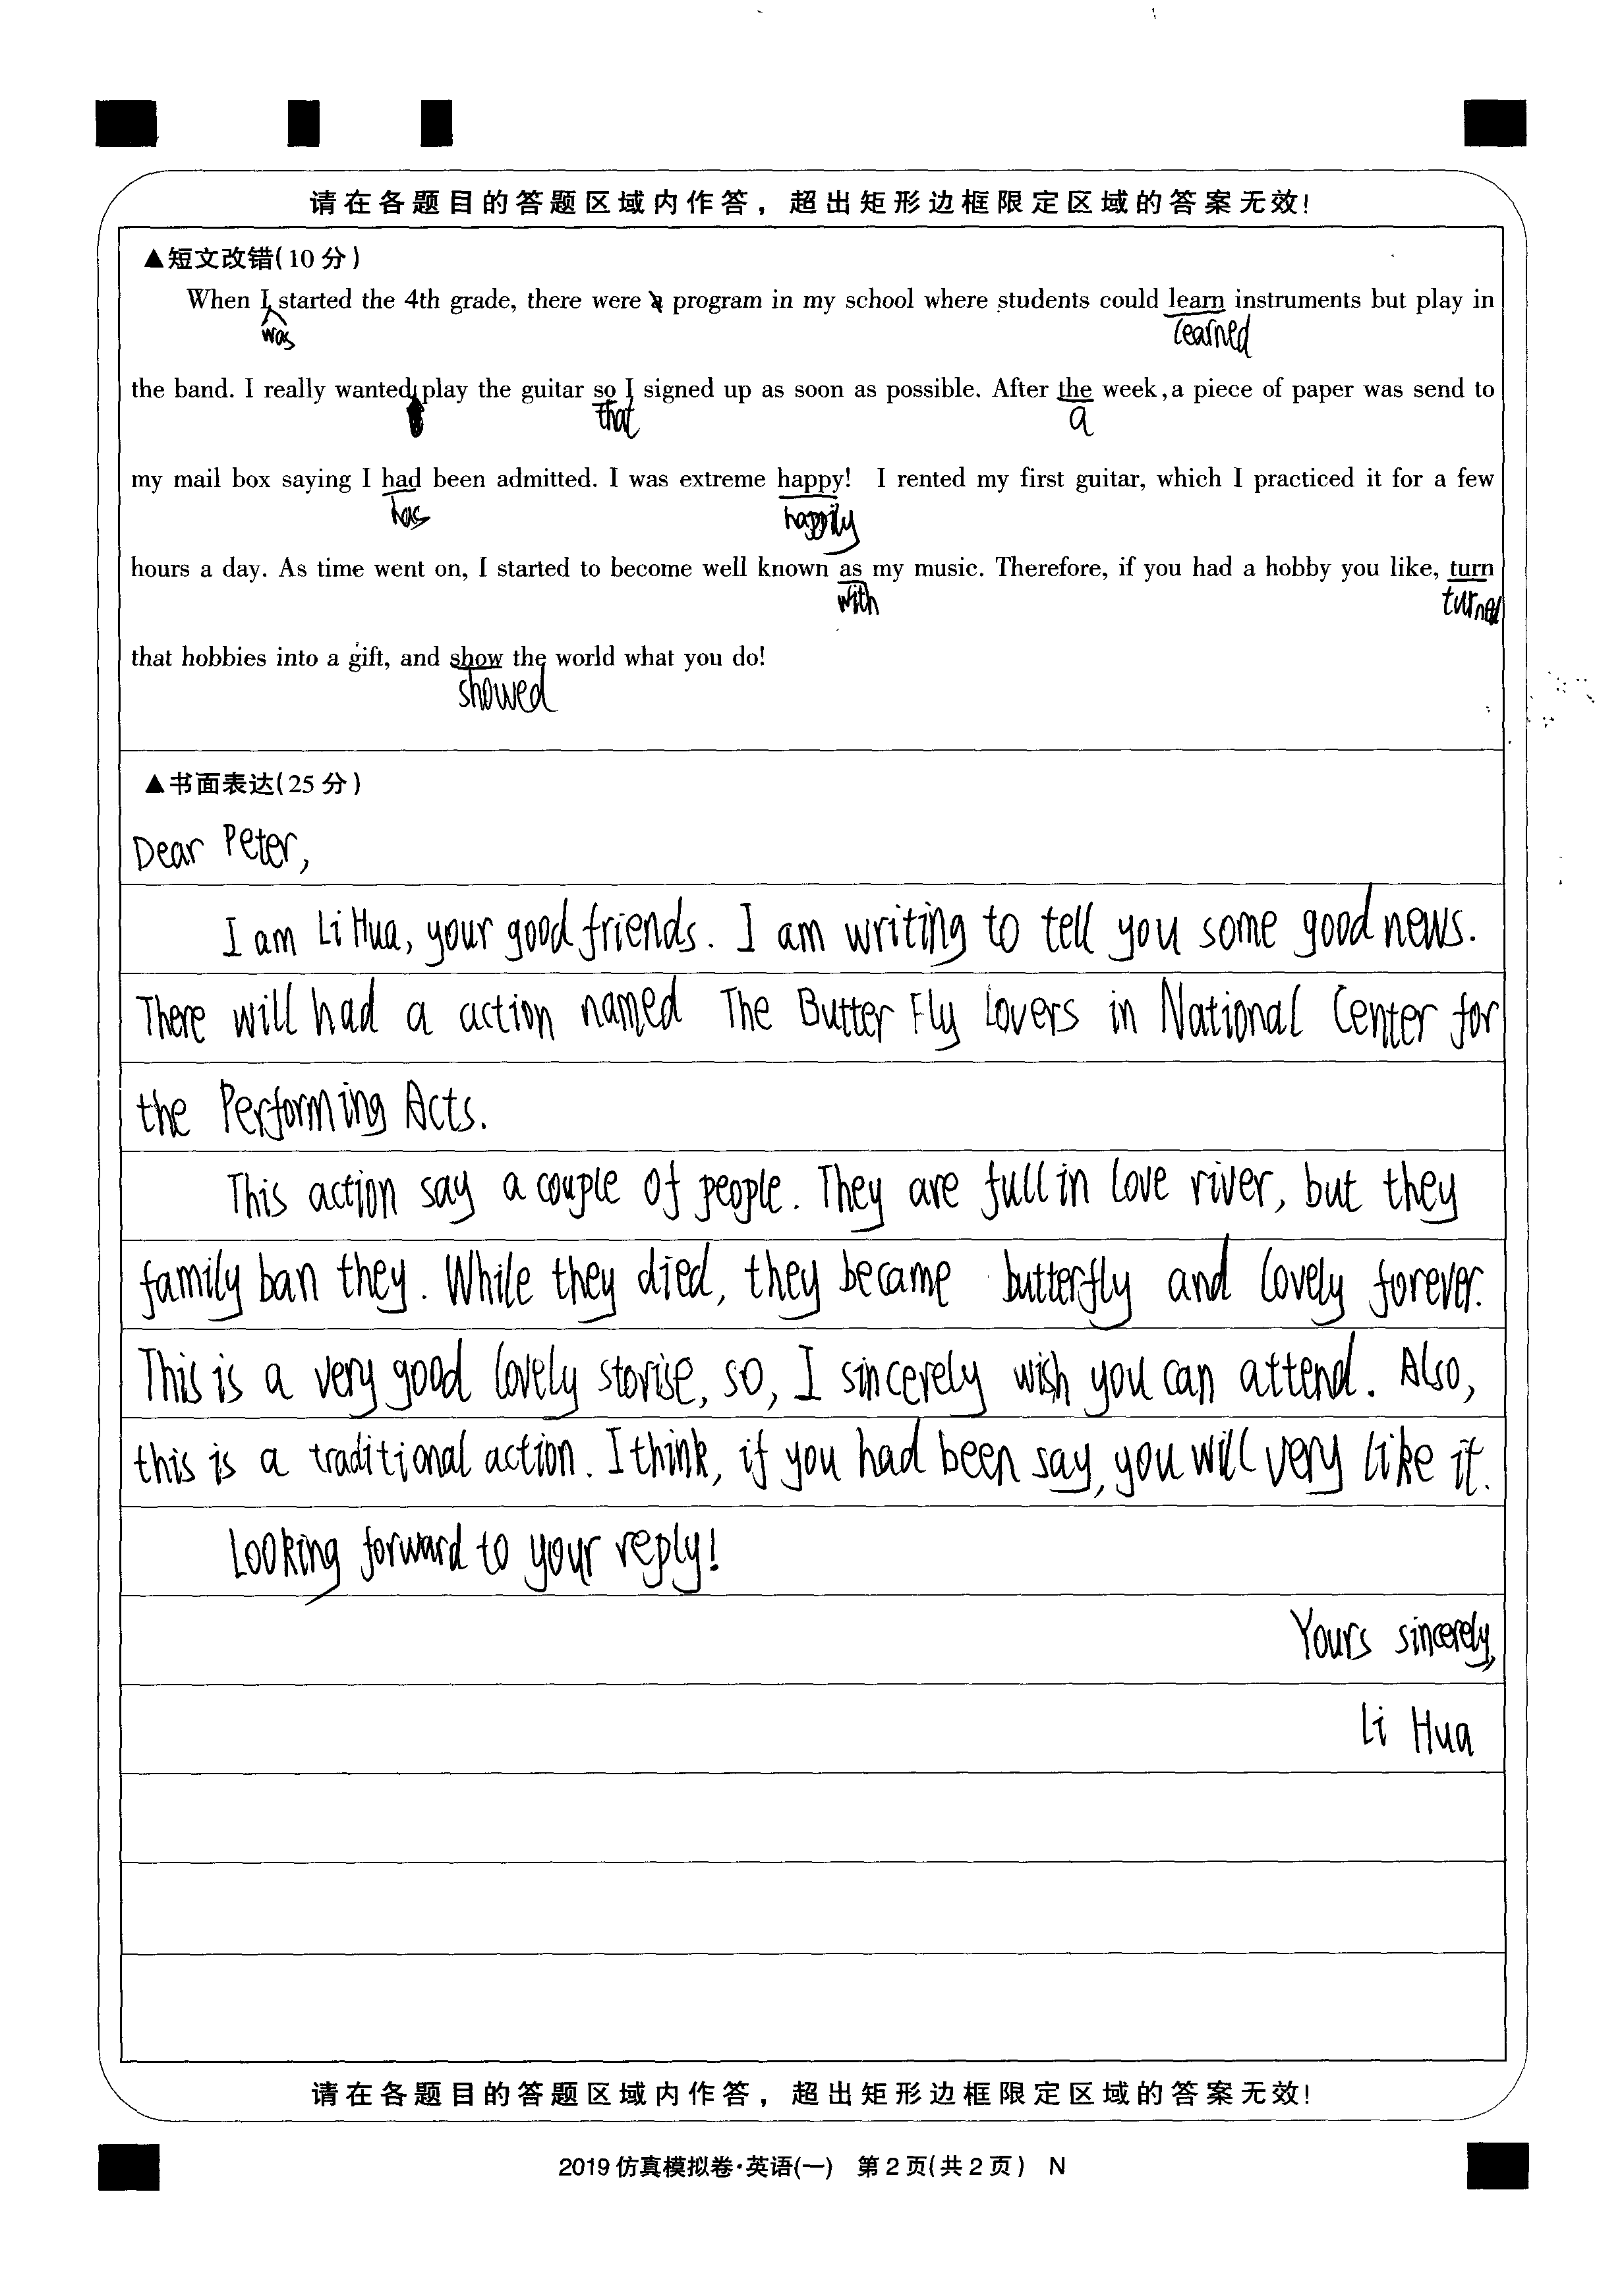 请在各题目的答题区域内作答，超出矩形边框限定区域的答案无效！
▲短文改错(10分)
When I started the 4th grade, there were a program in my school where students could learn instruments but play in
was learned
the band. I really wanted play the guitar so I signed up as soon as possible. After the week, a piece of paper was send to
that a
my mail box saying I had been admitted. I was extreme happy! I rented my first guitar, which I practiced it for a few
has happily
hours a day. As time went on, I started to become well known as my music. Therefore, if you had a hobby you like, turn
with turned
that hobbies into a gift, and show the world what you do!
showed
▲书面表达(25分)
Dear Peter,
I am Li Hua, your good friends. I am writing to tell you some good news.
There will had a action named The Butter Fly Lovers in National Center for
the Performing Acts.
This action say a couple of people. They are full in love river, but they
family ban they. While they died, they became butterfly and lovely forever.
This is a very good lovely storise, so, I sincerely wish you can attend. Also,
this is a traditional action. I think, if you had been say, you will very like it.
Looking forward to your reply!
Yours sincerely,
Li Hua
请在各题目的答题区域内作答，超出矩形边框限定区域的答案无效！
2019仿真模拟卷·英语(一) 第2页(共2页) N